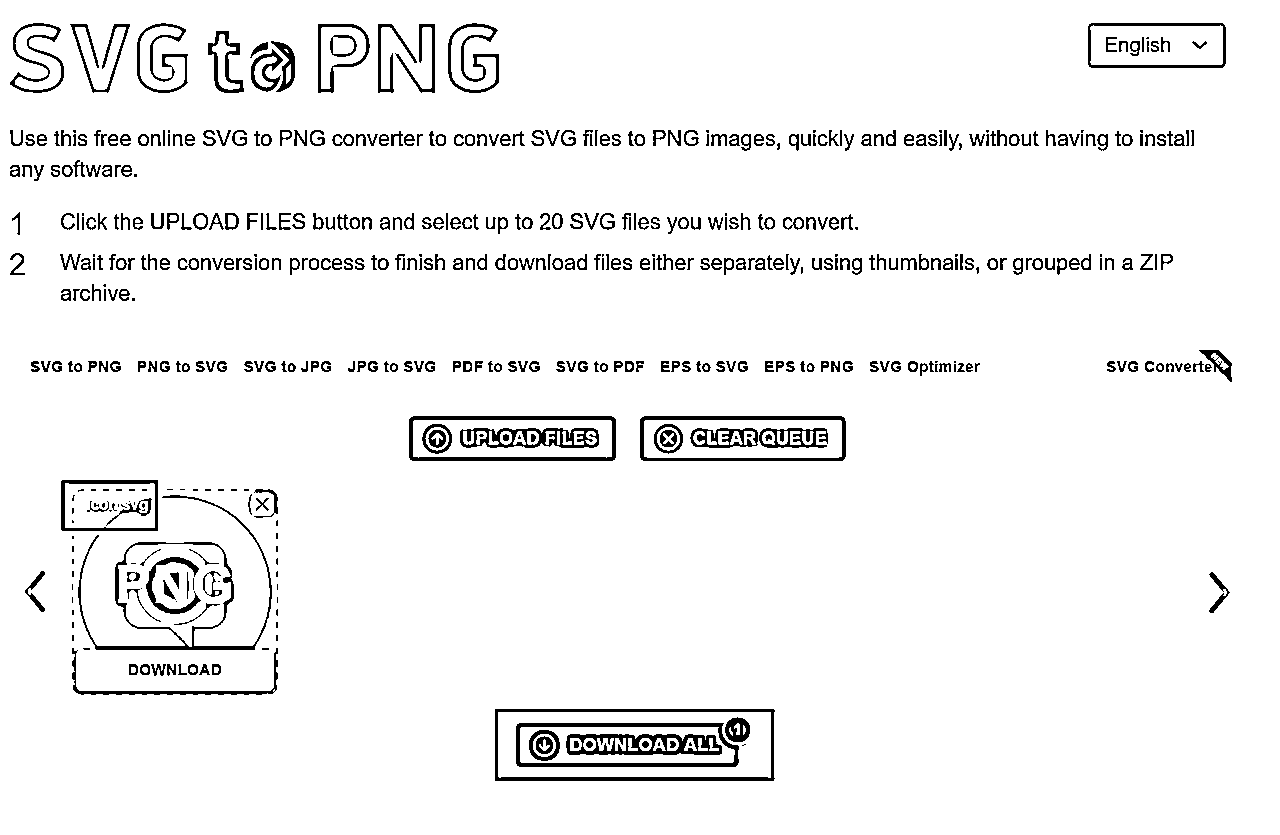 SVG to PNG
English
Use this free online SVG to PNG converter to convert SVG files to PNG images, quickly and easily, without having to install
any software.
1 Click the UPLOAD FILES button and select up to 20 SVG files you wish to convert.
2 Wait for the conversion process to finish and download files either separately, using thumbnails, or grouped in a ZIP
archive.
SVG to PNG PNG to SVG SVG to JPG JPG to SVG PDF to SVG SVG to PDF EPS to SVG EPS to PNG SVG Optimizer SVG Converter
UPLOAD FILES CLEAR QUEUE
icon.svg
PNG
DOWNLOAD
DOWNLOAD ALL 1